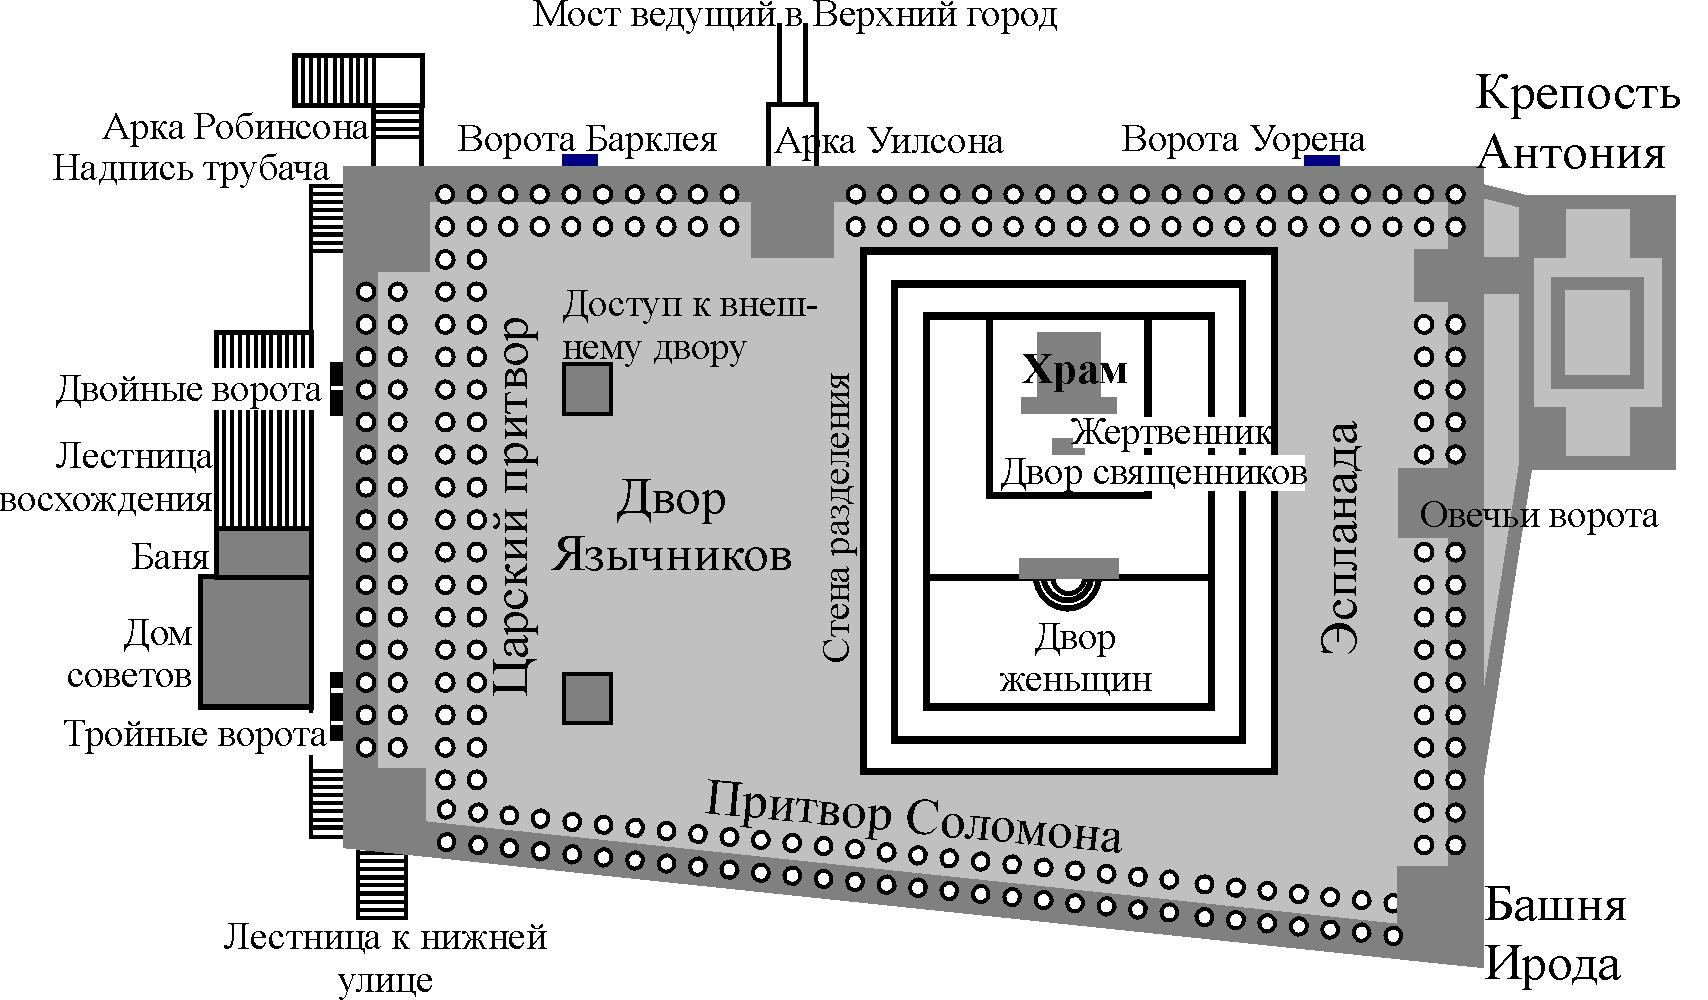 Мост ведущий в Верхний город
Крепость
Антония
Арка Робинсона
Надпись трубача
Ворота Барклея
Арка Уилсона
Ворота Уорена
Доступ к внеш-
нему двору
Царский притвор
Двойные ворота
Лестница
восхождения
Баня
Дом
советов
Тройные ворота
Двор
Язычников
Стена разделения
Храм
Жертвенник
Двор священников
Двор
женьщин
Эспланада
Овечьи ворота
Притвор Соломона
Лестница к нижней
улице
Башня
Ирода